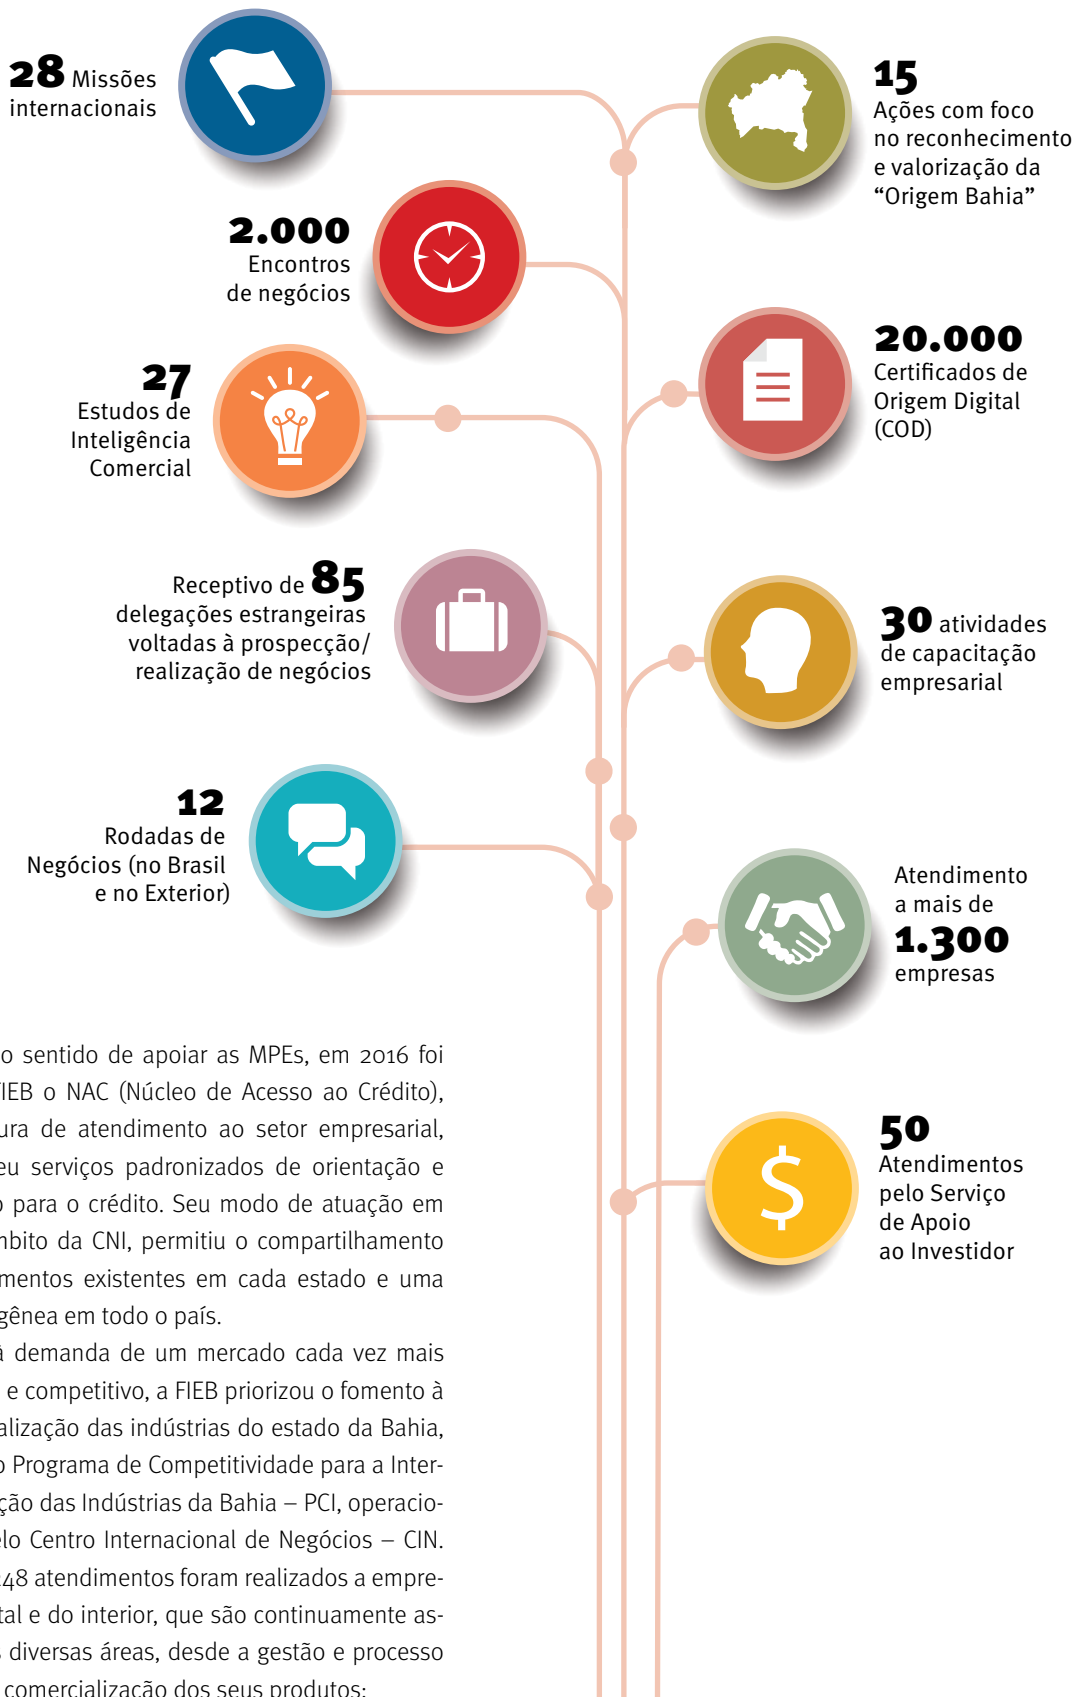 28 Missões
internacionais
15
Ações com foco
no reconhecimento
e valorização da
“Origem Bahia”
2.000
Encontros
de negócios
20.000
Certificados de
Origem Digital
(COD)
27
Estudos de
Inteligência
Comercial
Receptivo de 85
delegações estrangeiras
voltadas à prospecção/
realização de negócios
30 atividades
de capacitação
empresarial
12
Rodadas de
Negócios (no Brasil
e no Exterior)
Atendimento
a mais de
1.300
empresas
50
Atendimentos
pelo Serviço
de Apoio
ao Investidor
o sentido de apoiar as MPEs, em 2016 foi
IEB o NAC (Núcleo de Acesso ao Crédito),
ura de atendimento ao setor empresarial,
eu serviços padronizados de orientação e
o para o crédito. Seu modo de atuação em
mbito da CNI, permitiu o compartilhamento
mentos existentes em cada estado e uma
gênea em todo o país.
à demanda de um mercado cada vez mais
e competitivo, a FIEB priorizou o fomento à
alização das indústrias do estado da Bahia,
o Programa de Competitividade para a Inter-
ção das Indústrias da Bahia – PCI, operacio-
elo Centro Internacional de Negócios – CIN.
248 atendimentos foram realizados a empre-
tal e do interior, que são continuamente as-
s diversas áreas, desde a gestão e processo
comercialização dos seus produtos:
$